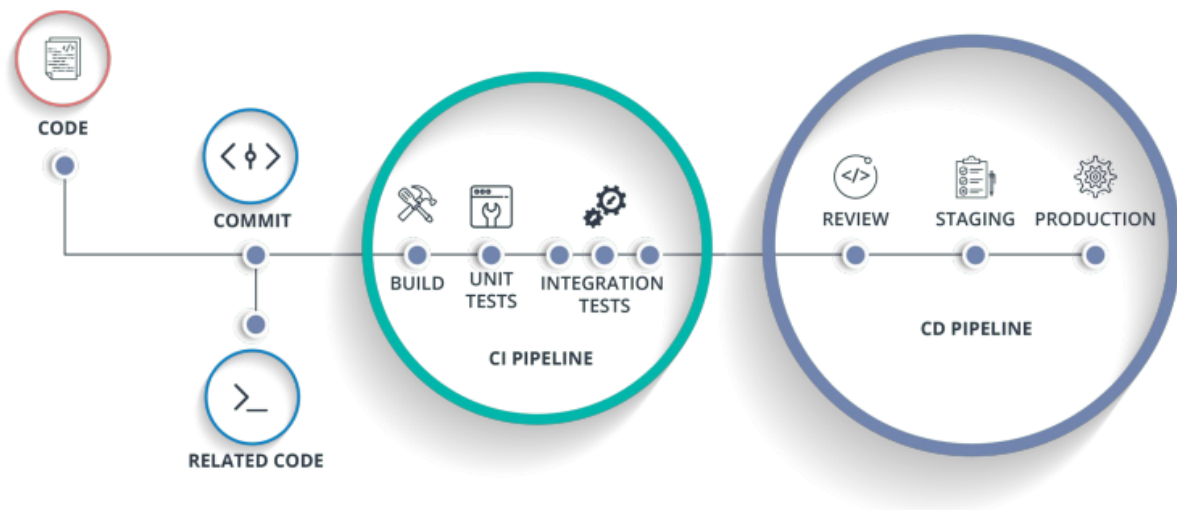 CODE
COMMIT
RELATED CODE
BUILD
UNIT
TESTS
INTEGRATION
TESTS
CI PIPELINE
REVIEW
STAGING
PRODUCTION
CD PIPELINE